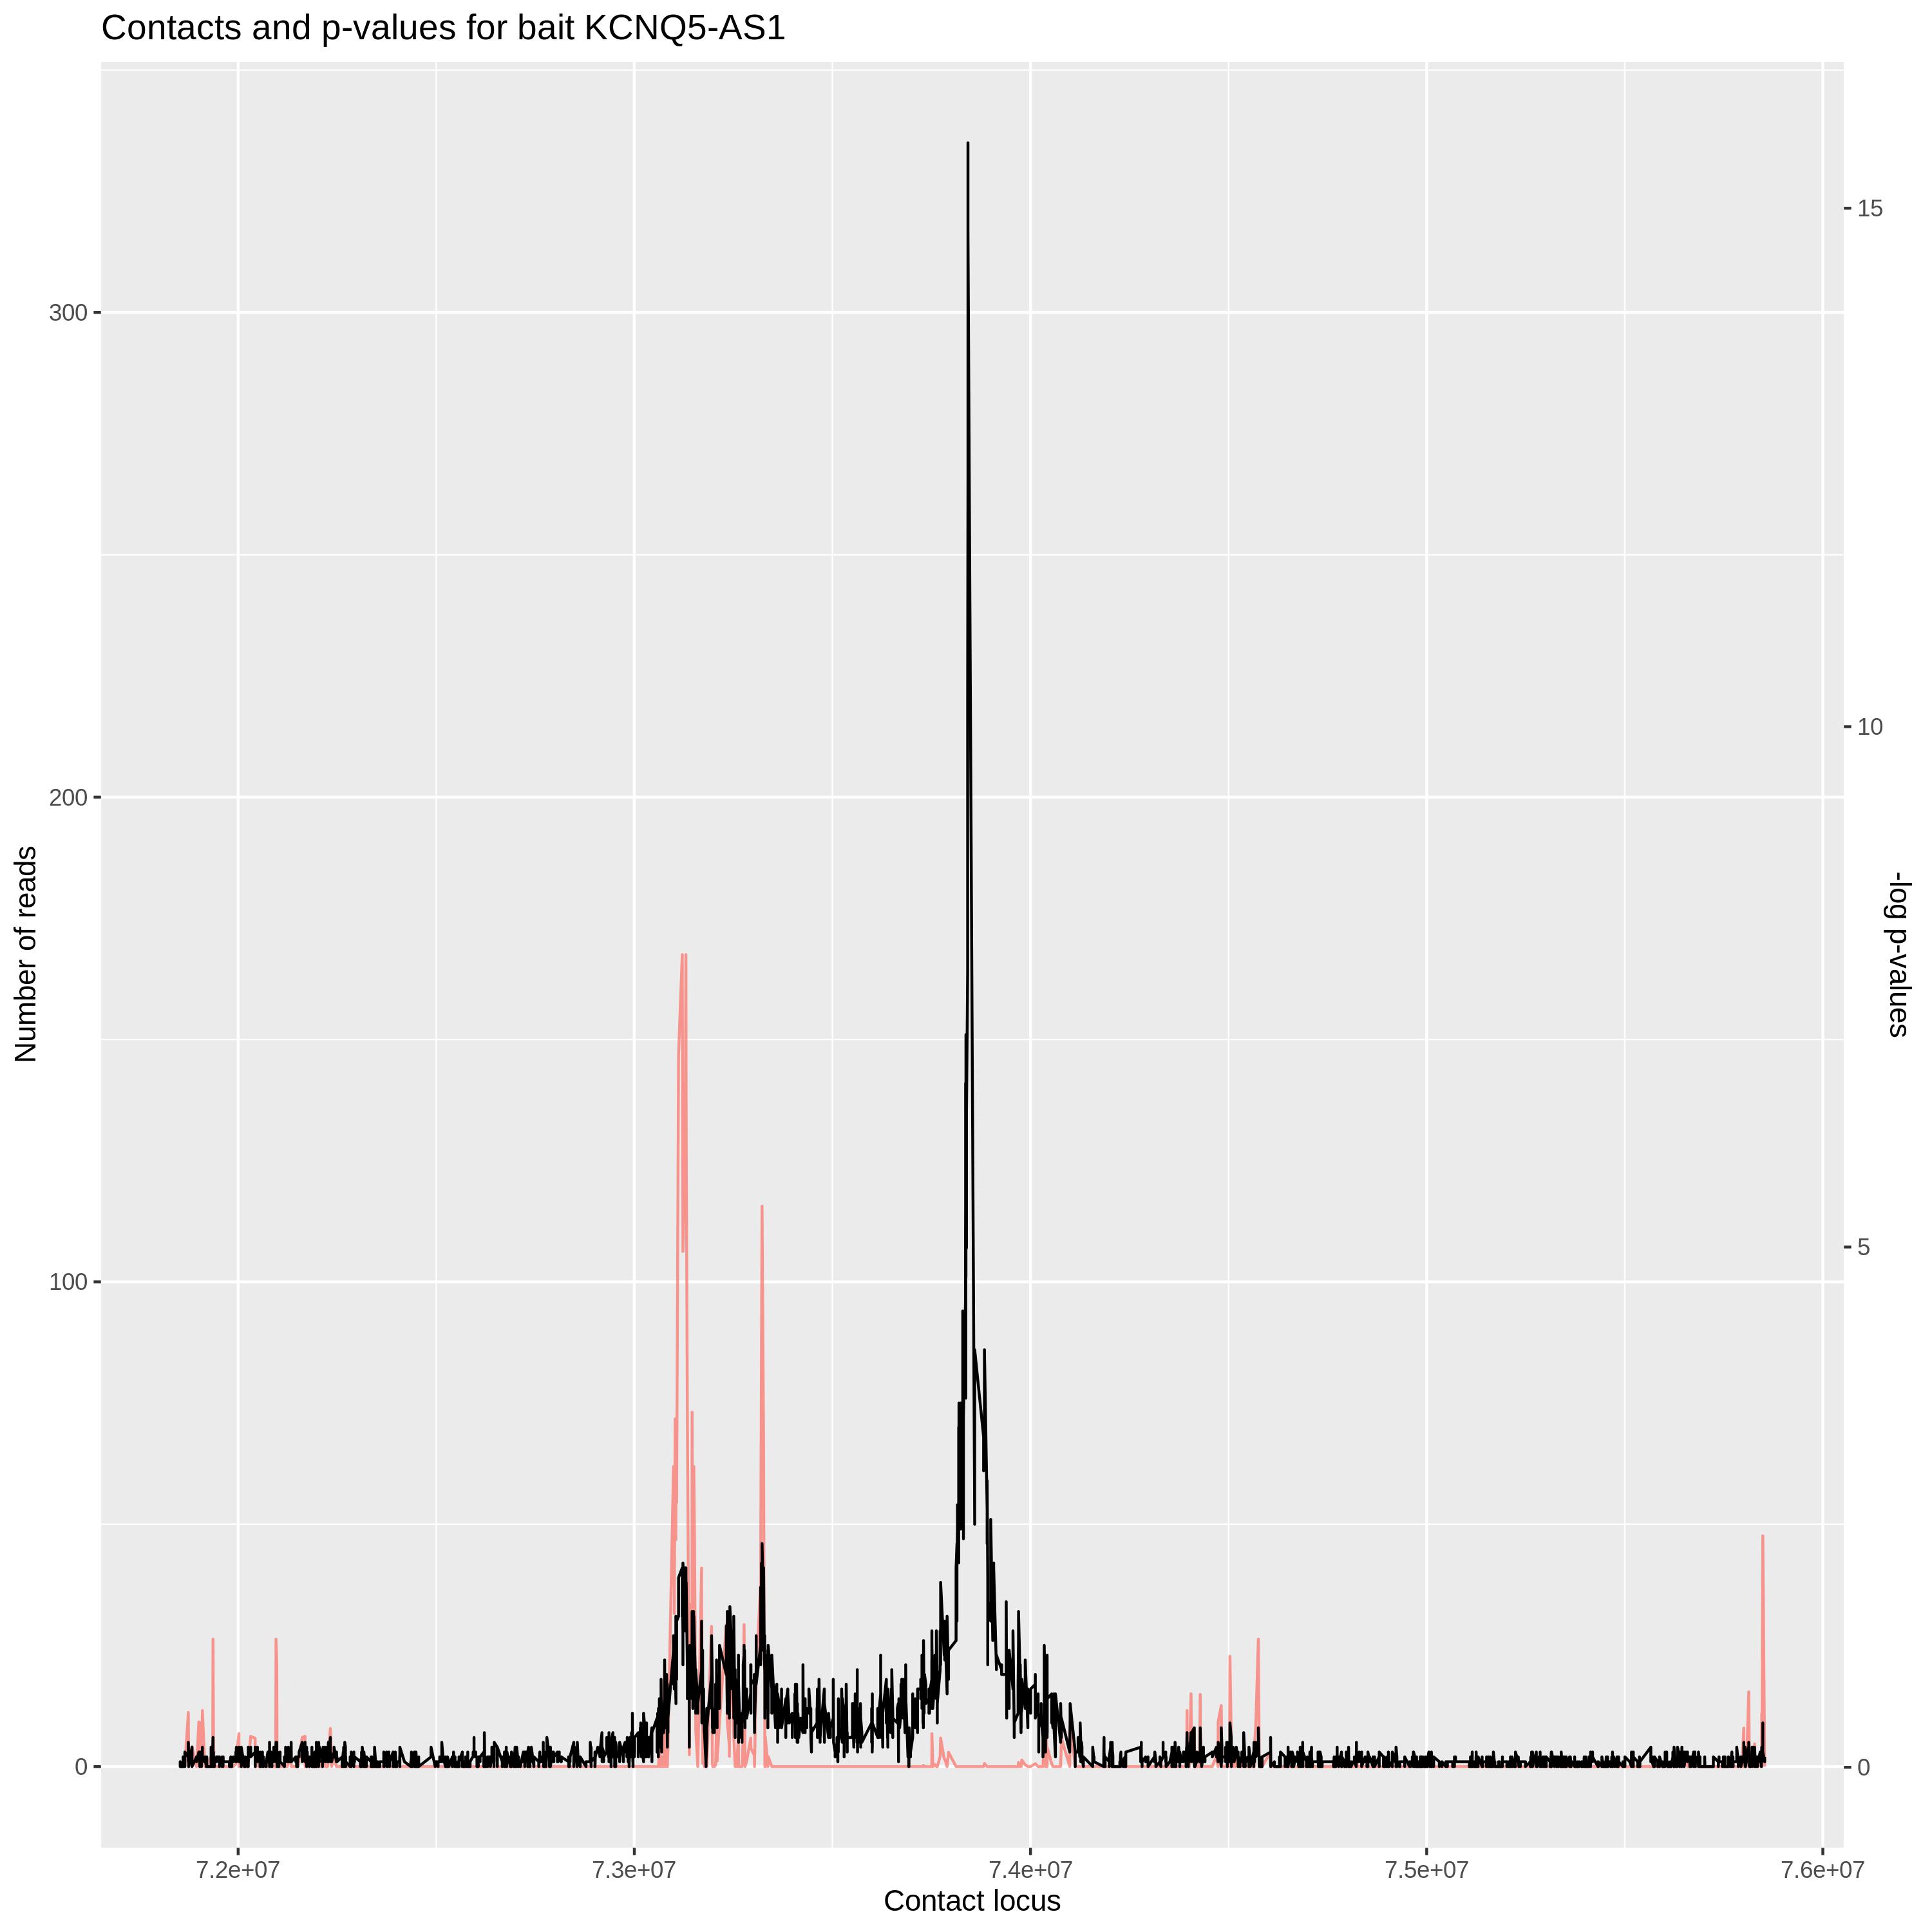 Contacts and p-values for bait KCNQ5-AS1
300
200
100
0
Number of reads
15
10
5
0
-log p-values
7.2e+07
7.3e+07
7.4e+07
7.5e+07
7.6e+07
Contact locus